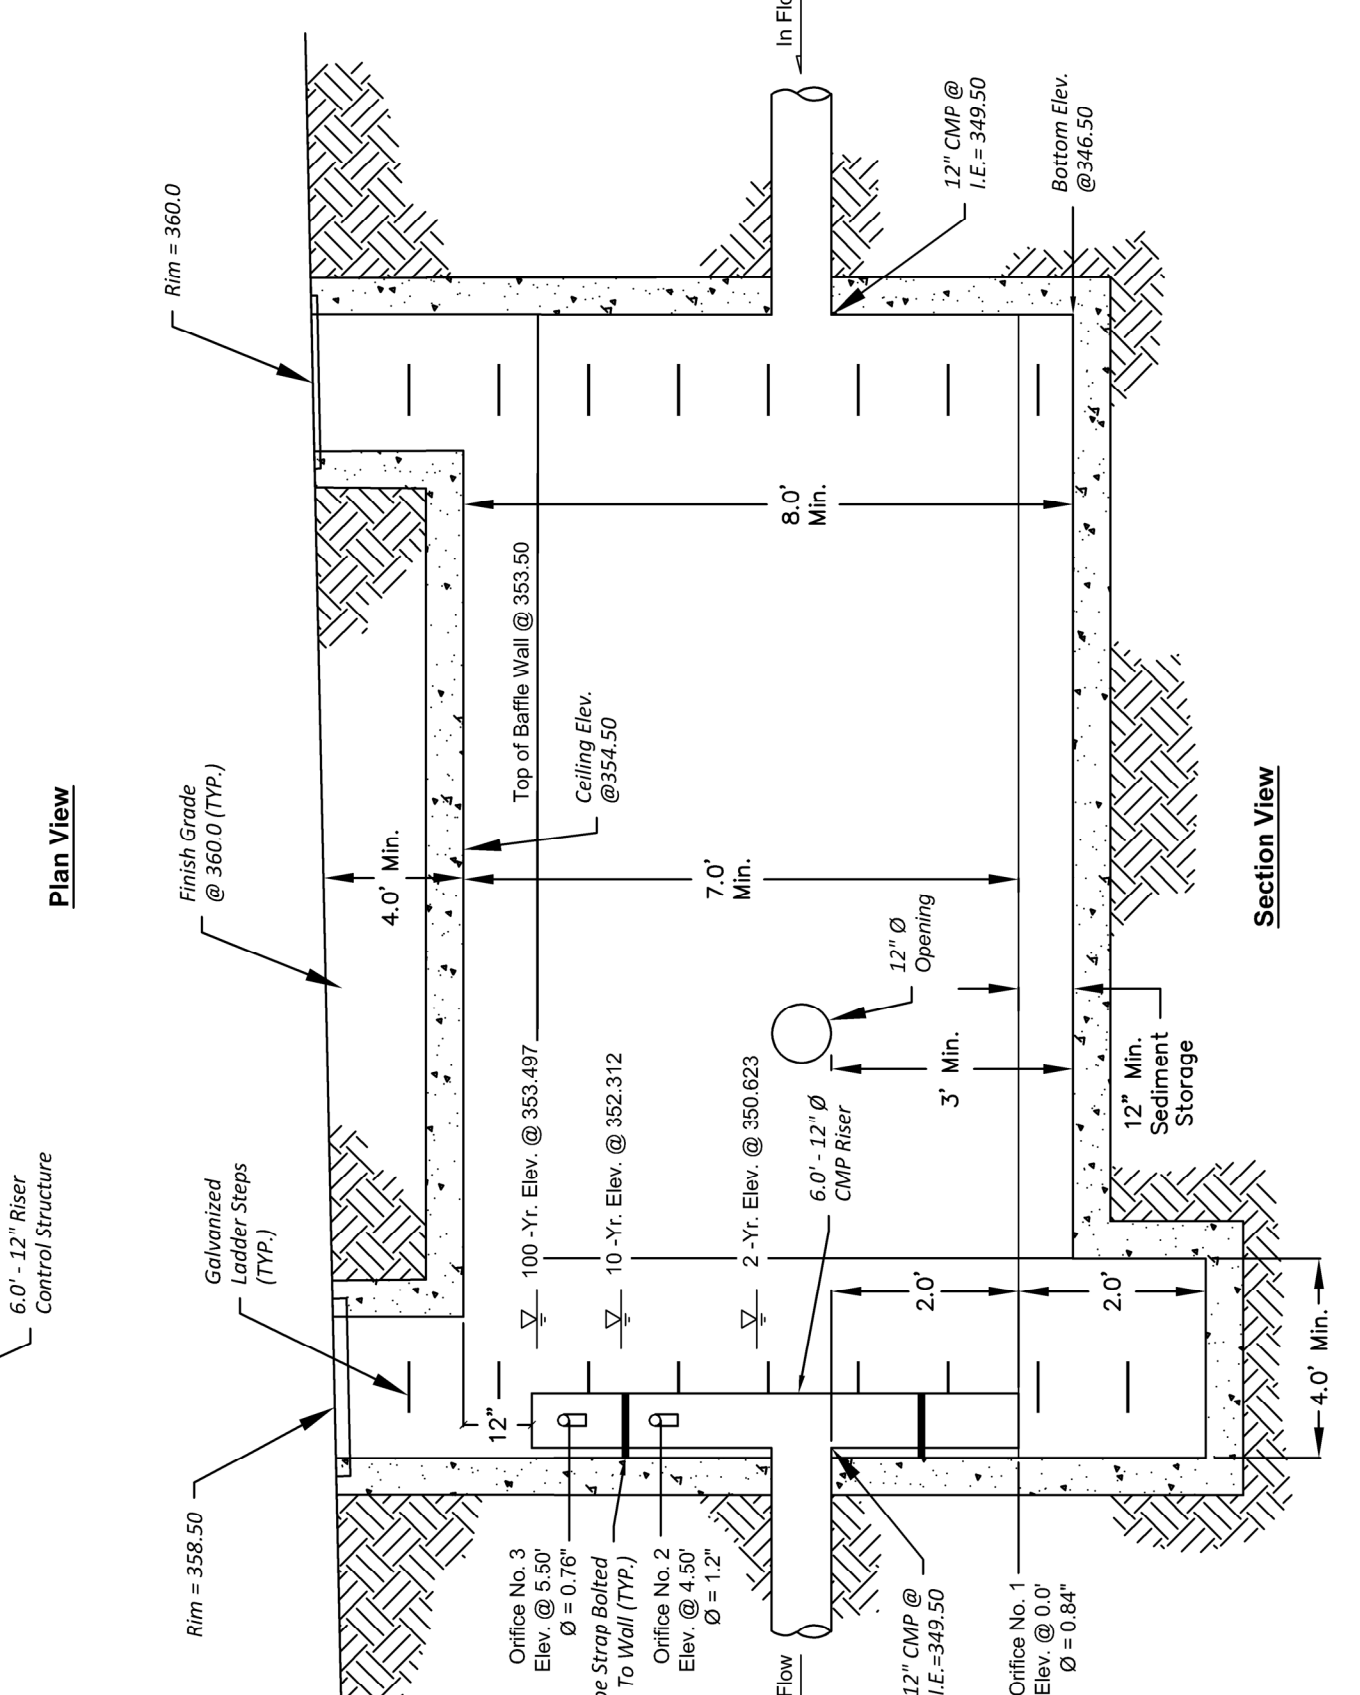 6.0' - 12" Riser
Control Structure
Plan View
Rim = 358.50
Galvanized
Ladder Steps
(TYP.)
Finish Grade
@ 360.0 (TYP.)
Rim = 360.0
4.0' Min.
12"
100 -Yr. Elev. @ 353.497
Top of Baffle Wall @ 353.50
Ceiling Elev.
@354.50
10 -Yr. Elev. @ 352.312
2 -Yr. Elev. @ 350.623
7.0'
Min.
8.0'
Min.
In
Orifice No. 3
Elev. @ 5.50'
Ø = 0.76"
Strap Bolted
To Wall (TYP.)
Orifice No. 2
Elev. @ 4.50'
Ø = 1.2"
Flow
6.0' - 12" Ø
CMP Riser
12" Ø
Opening
12" CMP @
I.E.= 349.50
12" CMP @
I.E.=349.50
2.0'
3' Min.
Bottom Elev.
@346.50
Orifice No. 1
Elev. @ 0.0'
Ø = 0.84"
2.0'
12" Min.
Sediment
Storage
4.0' Min.
Section View